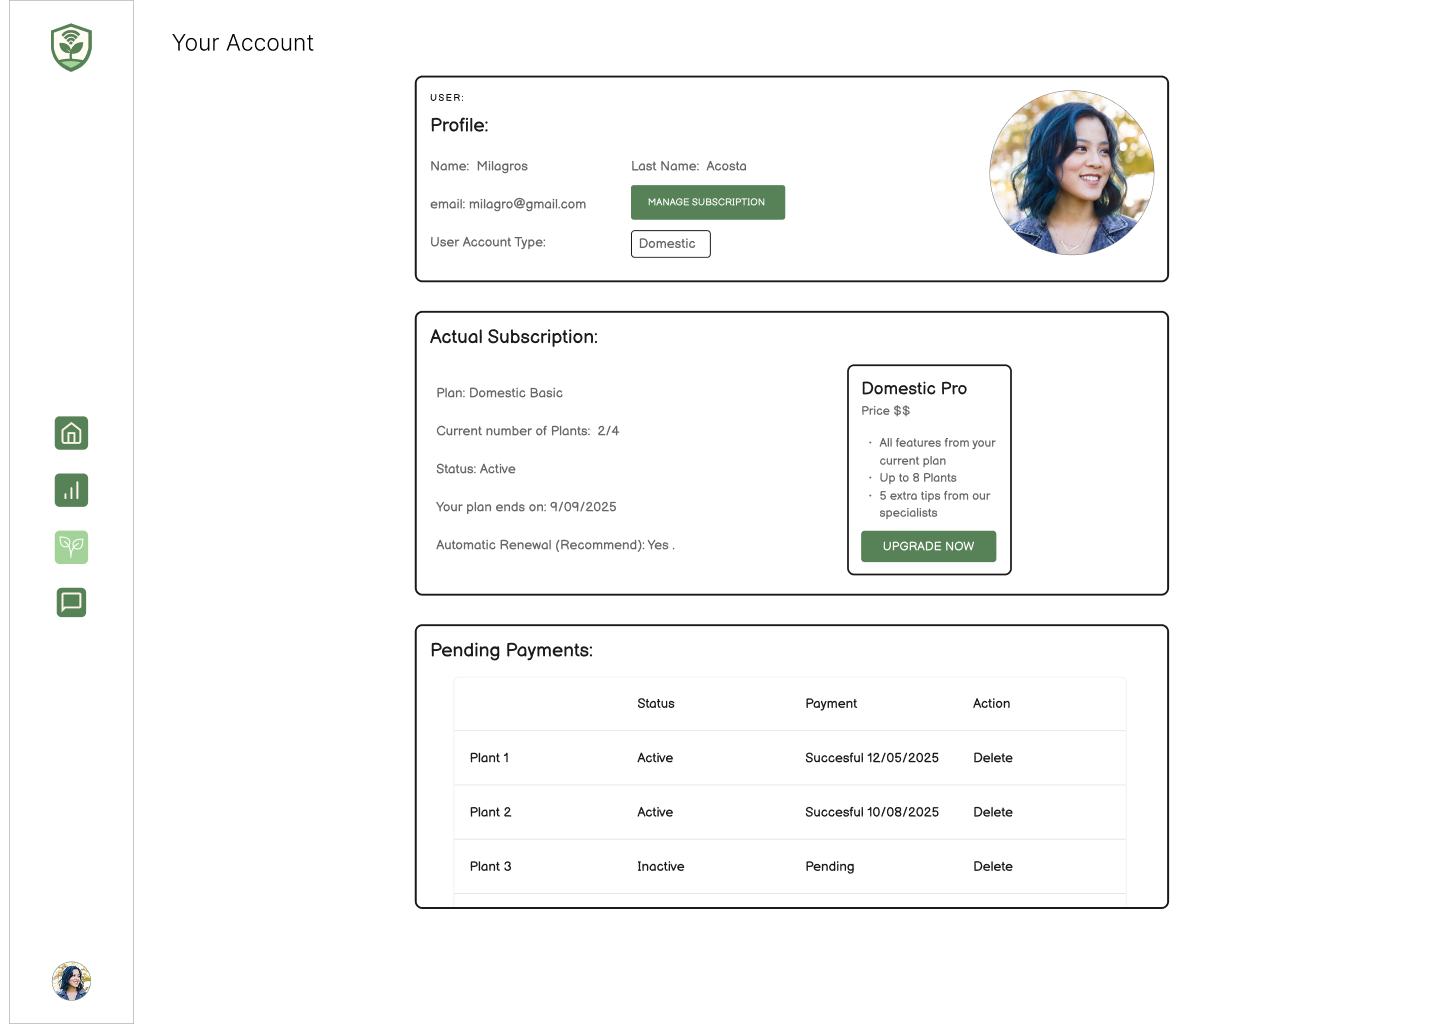 Your Account
USER:
Profile:
Name: Milagros
Last Name: Acosta
email: milagro@gmail.com
MANAGE SUBSCRIPTION
User Account Type:
Domestic
Actual Subscription:
Plan: Domestic Basic
Current number of Plants: 2/4
Status: Active
Your plan ends on: 9/09/2025
Automatic Renewal (Recommend): Yes .
Domestic Pro
Price $$
· All features from your
current plan
· Up to 8 Plants
· 5 extra tips from our
specialists
UPGRADE NOW
Pending Payments:
Status Payment Action
Plant 1 Active Succesful 12/05/2025 Delete
Plant 2 Active Succesful 10/08/2025 Delete
Plant 3 Inactive Pending Delete